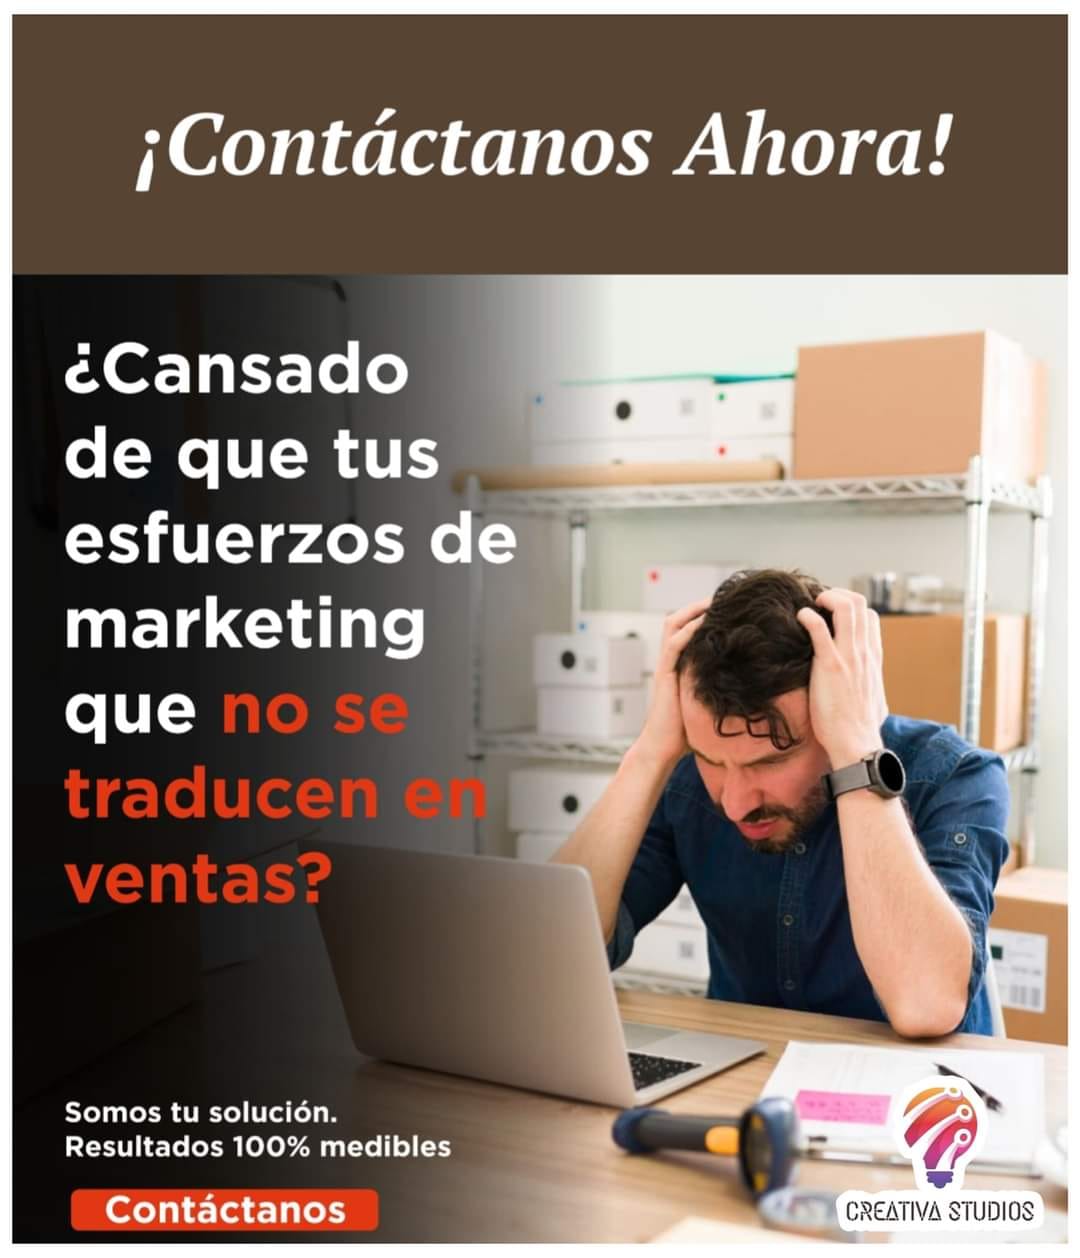 ¡Contáctanos Ahora!
¿Cansado
de que tus
esfuerzos de
marketing
que no se
traducen en
ventas?
Somos tu solución.
Resultados 100% medibles
Contáctanos
CREATIVA STUDIOS